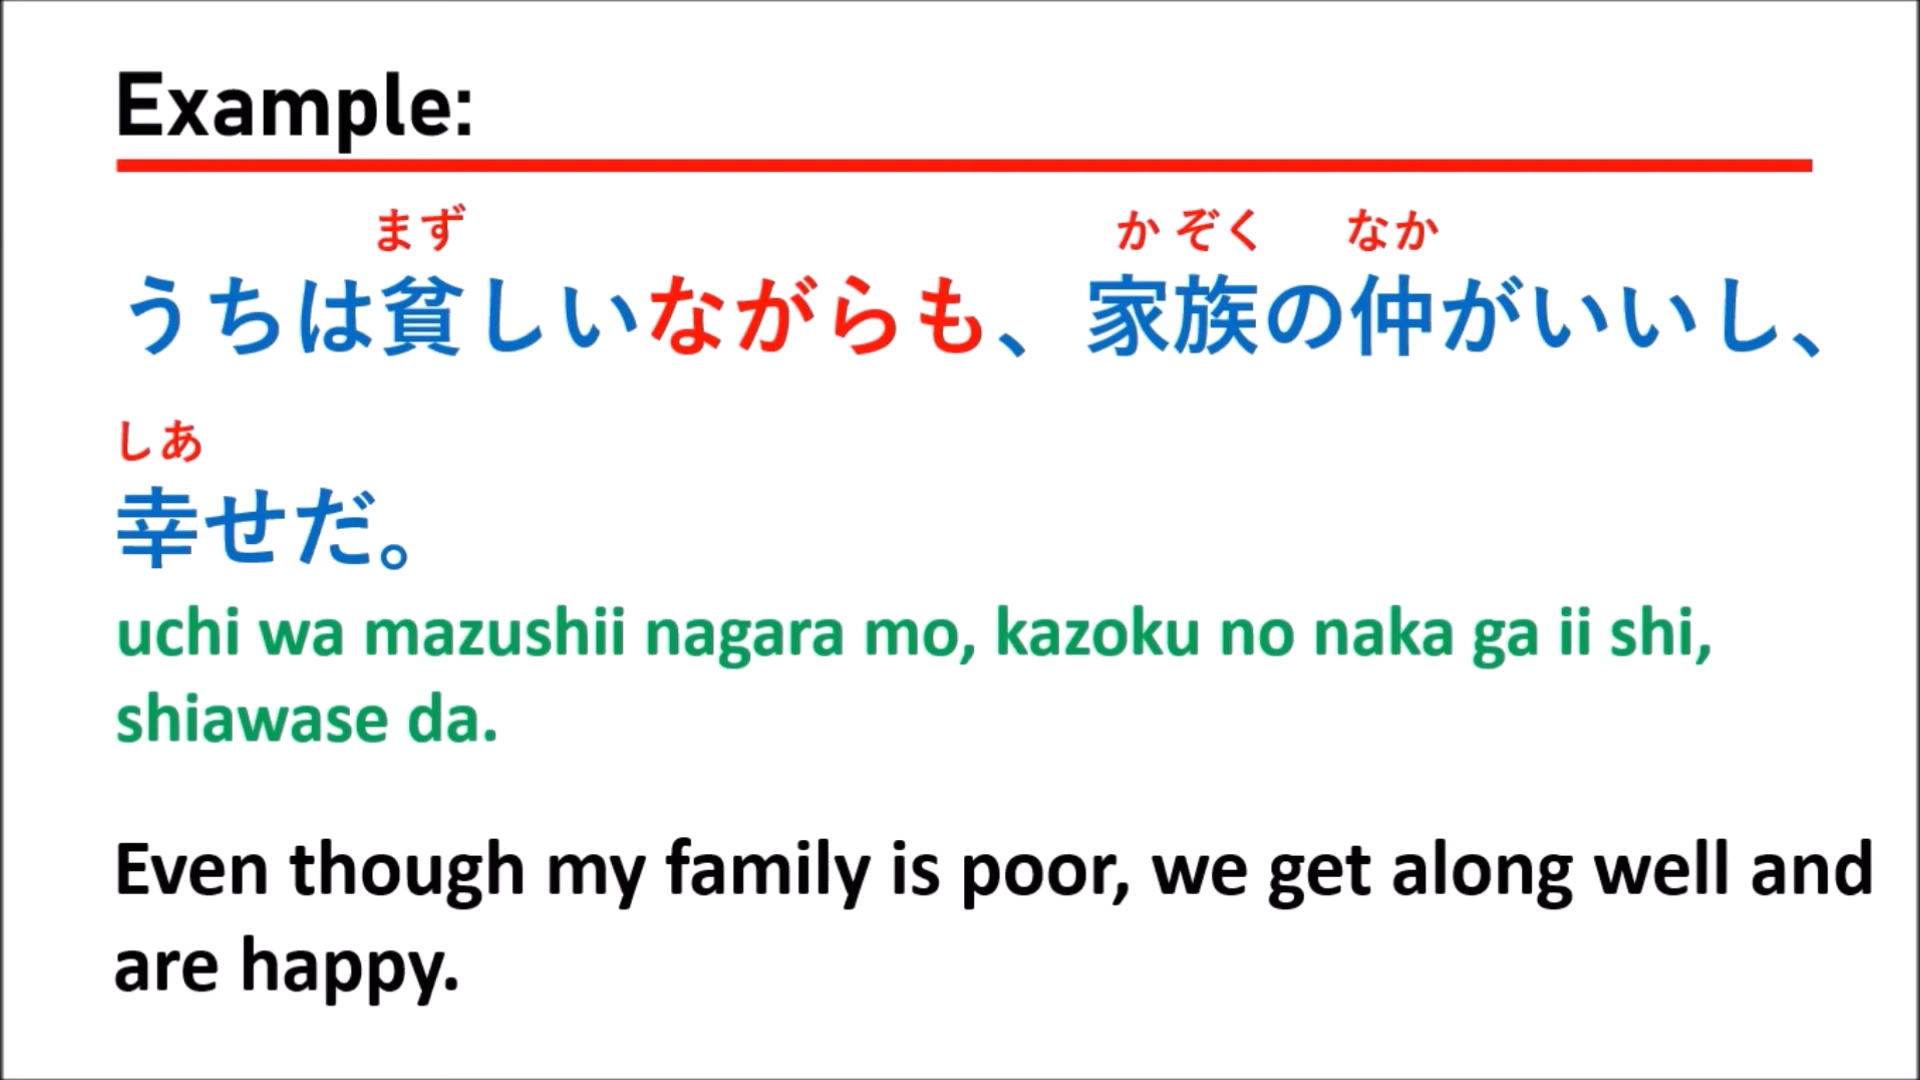 Example:
まず かぞく なか
うちは貧しいながらも、家族の仲がいいし、
しあ
幸せだ。
uchi wa mazushii nagara mo, kazoku no naka ga ii shi,
shiawase da.
Even though my family is poor, we get along well and
are happy.